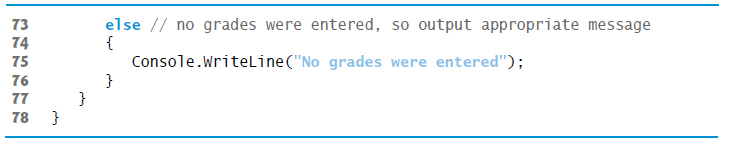 73 else // no grades were entered, so output appropriate message
74 {
75 Console.WriteLine("No grades were entered");
76 }
77 }
78 }